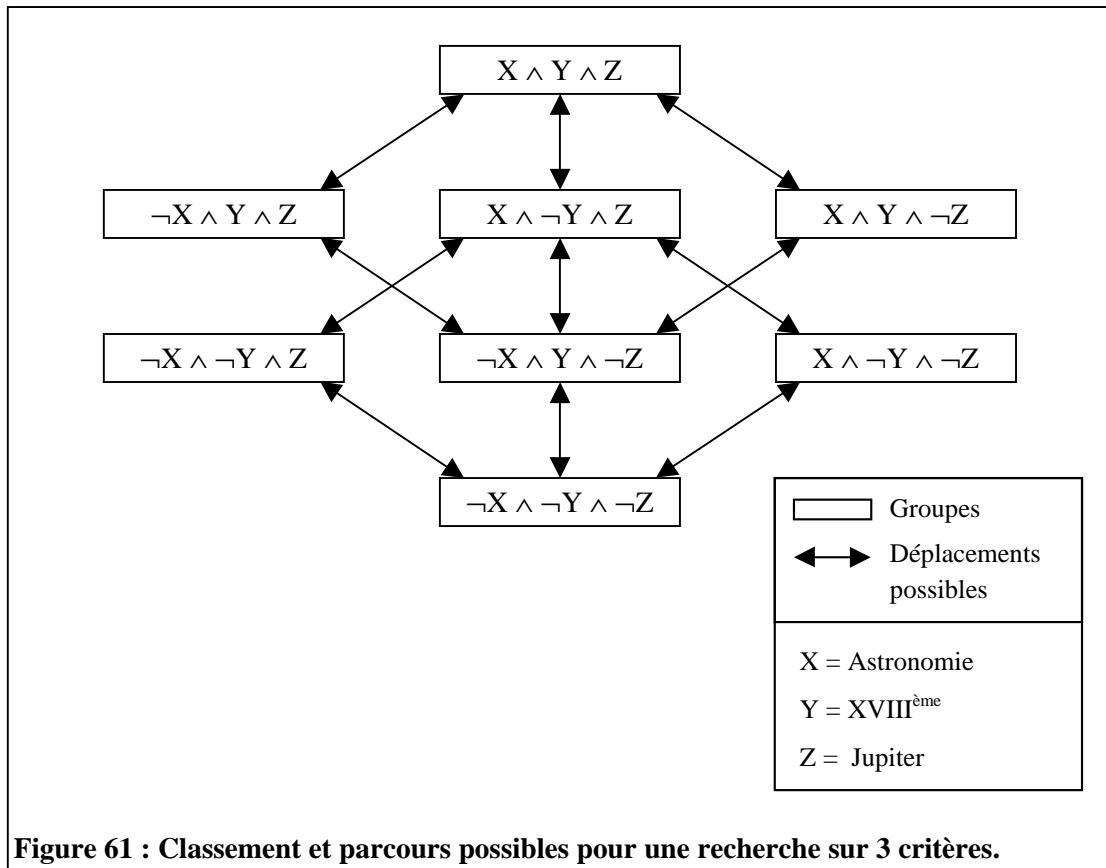 X ∧ Y ∧ Z
¬X ∧ Y ∧ Z
X ∧ ¬Y ∧ Z
X ∧ Y ∧ ¬Z
¬X ∧ ¬Y ∧ Z
¬X ∧ Y ∧ ¬Z
X ∧ ¬Y ∧ ¬Z
¬X ∧ ¬Y ∧ ¬Z
Groupes
Déplacements
possibles
X = Astronomie
Y = XVIIIème
Z = Jupiter
Figure 61 : Classement et parcours possibles pour une recherche sur 3 critères.